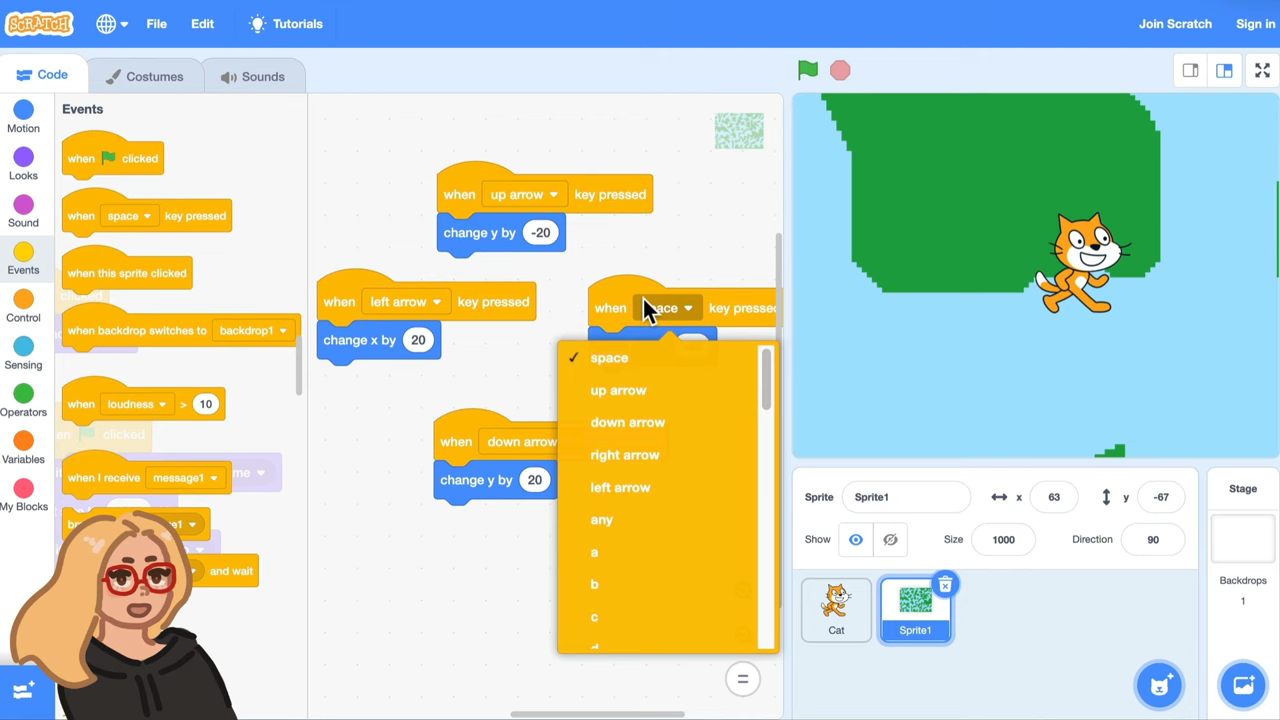 SCRATCH
File
Edit
Tutorials
Join Scratch
Sign in
Code
Costumes
Sounds
Motion
Looks
Sound
Events
Control
Sensing
Operators
Variables
My Blocks
Events
when clicked
when space key pressed
when this sprite clicked
when backdrop switches to backdrop1
when loudness > 10
clicked
when I receive message1
me
and wait
when up arrow key pressed
change y by -20
when left arrow key pressed
change x by 20
when key pressed
when down arrow
change y by 20
✓ space
up arrow
down arrow
right arrow
left arrow
any
a
b
c
d
=
Sprite
Sprite1
x 63
y -67
Show
Size 1000
Direction 90
Cat
Sprite1
Stage
Backdrops
1